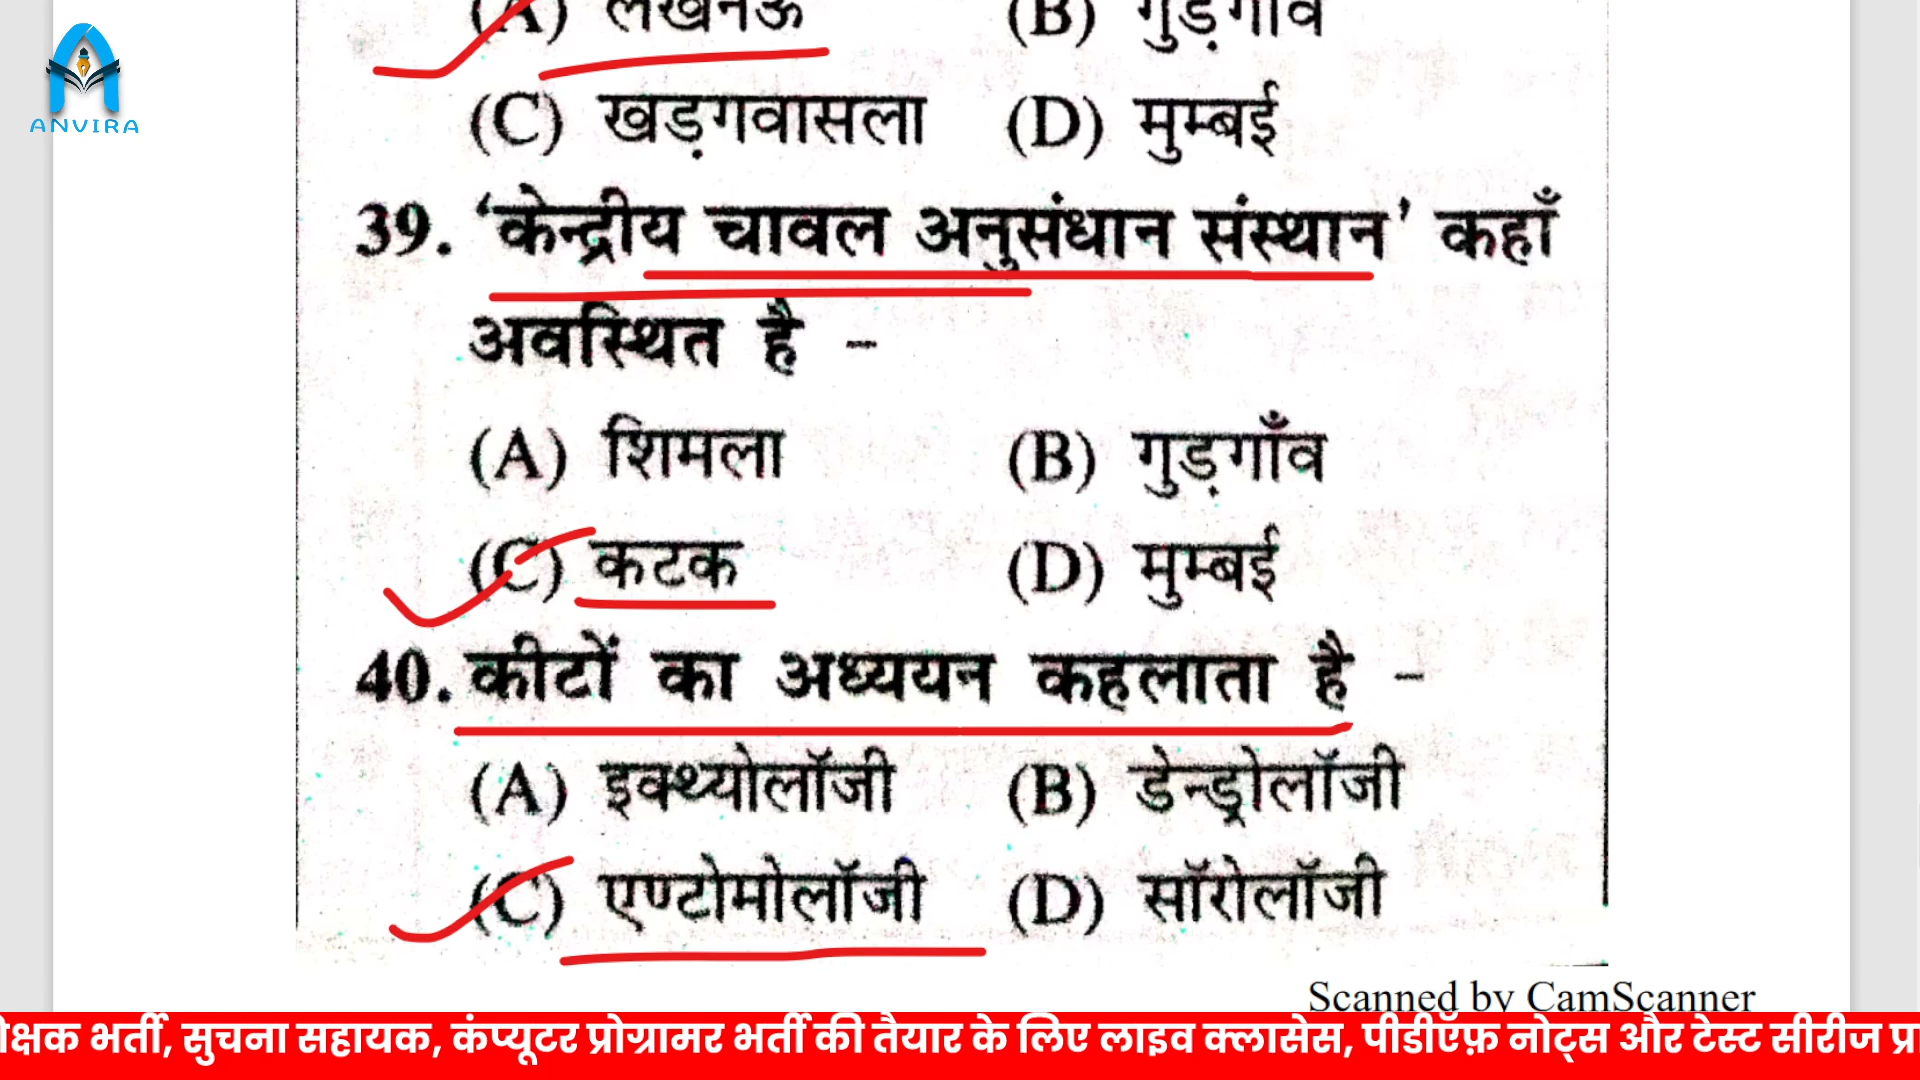 ANVIRA
(A) लखनऊ (B) गुड़गाँव
(C) खड़गवासला (D) मुम्बई
39. ‘केन्द्रीय चावल अनुसंधान संस्थान’ कहाँ
अवस्थित है -
(A) शिमला (B) गुड़गाँव
(C) कटक (D) मुम्बई
40. कीटों का अध्ययन कहलाता है -
(A) इक्थ्योलॉजी (B) डेन्ड्रोलॉजी
(C) एण्टोमोलॉजी (D) सॉरोलॉजी
Scanned by CamScanner
भर्ती, सुचना सहायक, कंप्यूटर प्रोग्रामर भर्ती की तैयार के लिए लाइव क्लासेस, पीडीएफ़ नोट्स और टेस्ट सीरीज